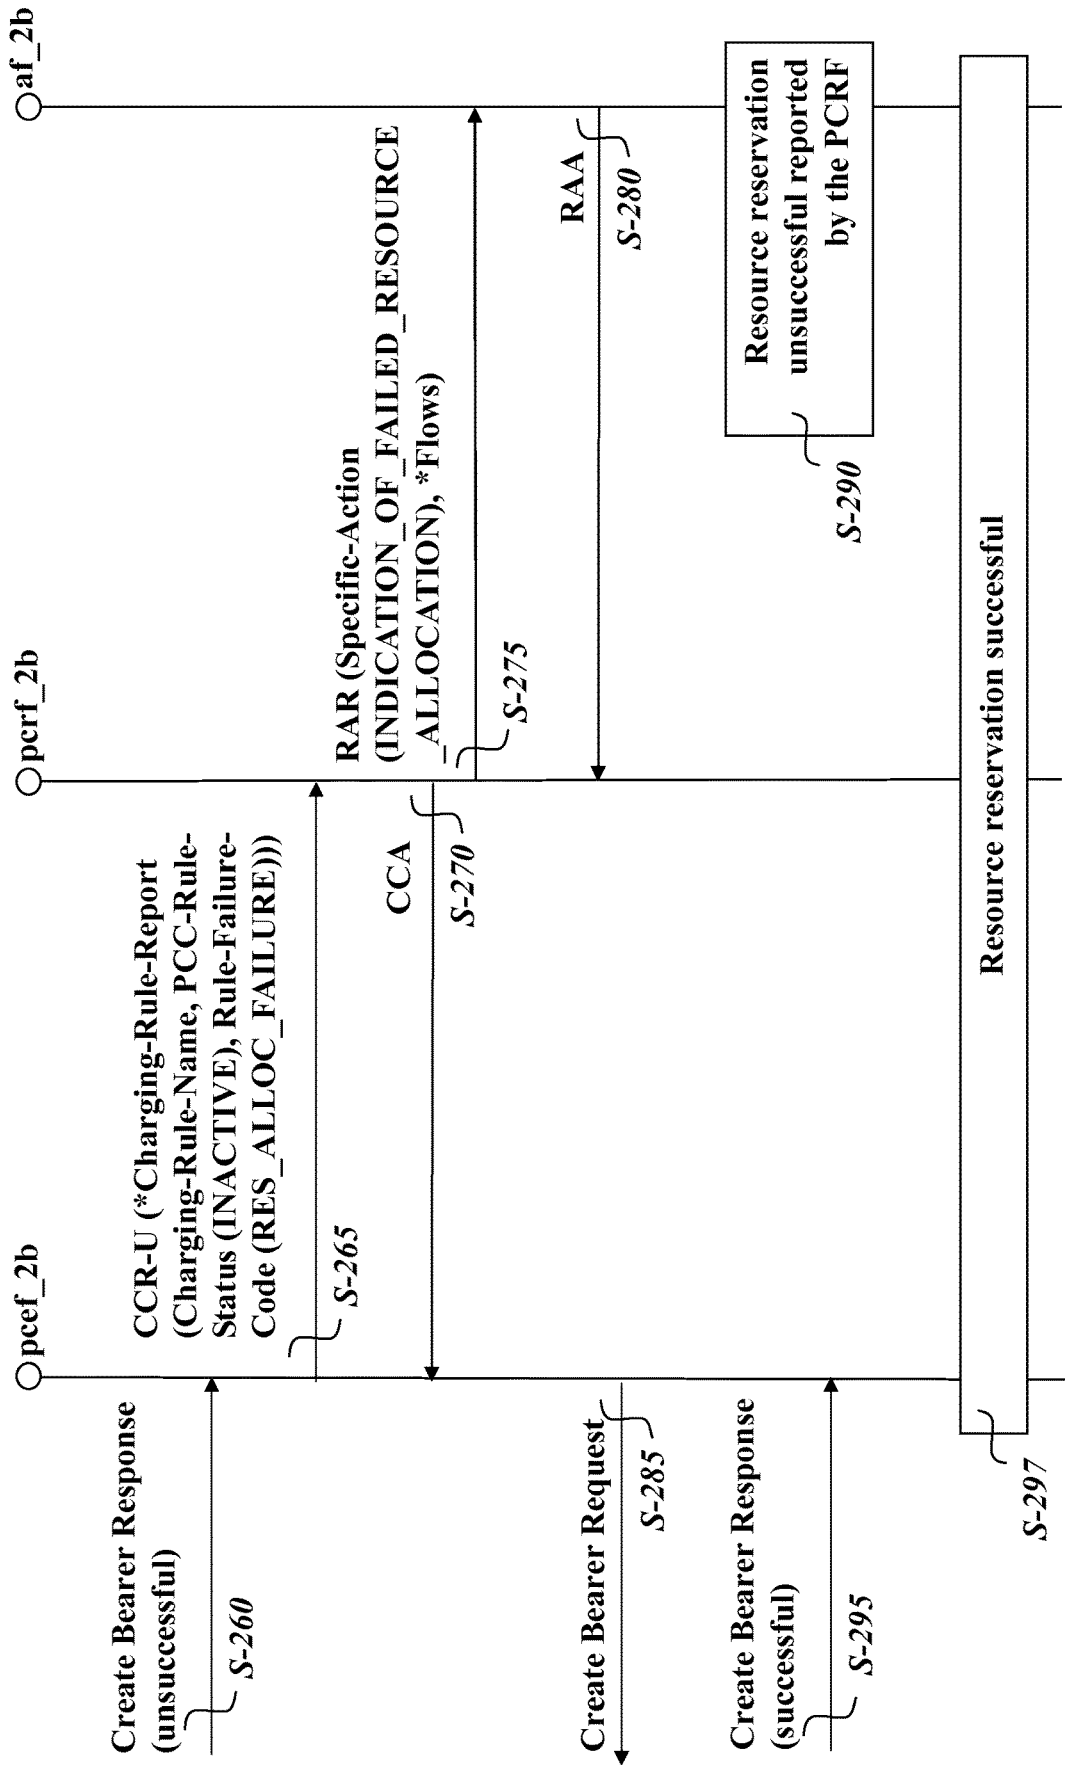 pcef_2b
pcrf_2b
af_2b
Create Bearer Response
(unsuccessful)
S-260
CCR-U (*Charging-Rule-Report
(Charging-Rule-Name, PCC-Rule-
Status (INACTIVE), Rule-Failure-
Code (RES_ALLOC_FAILURE)))
S-265
CCA
S-270
RAR (Specific-Action
(INDICATION_OF_FAILED_RESOURCE
_ALLOCATION), *Flows)
S-275
RAA
S-280
Create Bearer Request
S-285
Resource reservation
unsuccessful reported
by the PCRF
S-290
Create Bearer Response
(successful)
S-295
Resource reservation successful
S-297